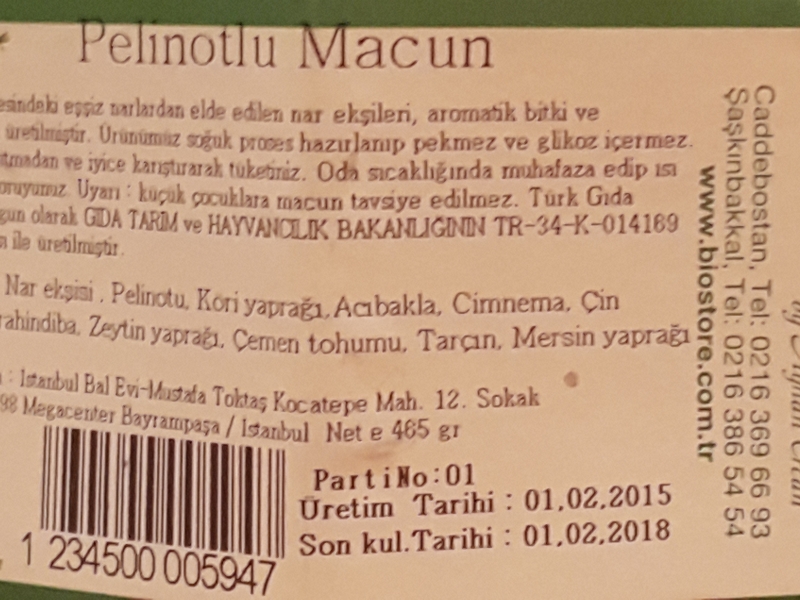 Pelinotlu Macun
esindeki eşsiz narlardan elde edilen nar ekşileri, aromatik bitki ve
üretilmiştir. Ürünümüz soğuk proses hazırlanıp pekmez ve glikoz içermez.
tmadan ve iyice karıştırarak tüketiniz. Oda sıcaklığında muhafaza edip ısı
oruyunuz. Uyarı : küçük çocuklara macun tavsiye edilmez. Türk Gıda
gun olarak GIDA TARIM ve HAYVANCILIK BAKANLIĞININ TR-34-K-014169
ile üretilmiştir.
Nar ekşisi, Pelinotu, Köri yaprağı, Acıbakla, Cimnema, Çin
rahindiba, Zeytin yaprağı, Çemen tohumu, Tarçın, Mersin yaprağı
: İstanbul Bal Evi-Mustafa Toktaş Kocatepe Mah. 12. Sokak
98 Megacenter Bayrampaşa / İstanbul Net e 465 gr
Parti No:01
Üretim Tarihi : 01.02.2015
Son kul.Tarihi : 01.02.2018
1 234500 005947
Caddebostan, Tel: 0216 369 66 93
Şaşkınbakkal, Tel: 0216 386 54 54
www.biostore.com.tr